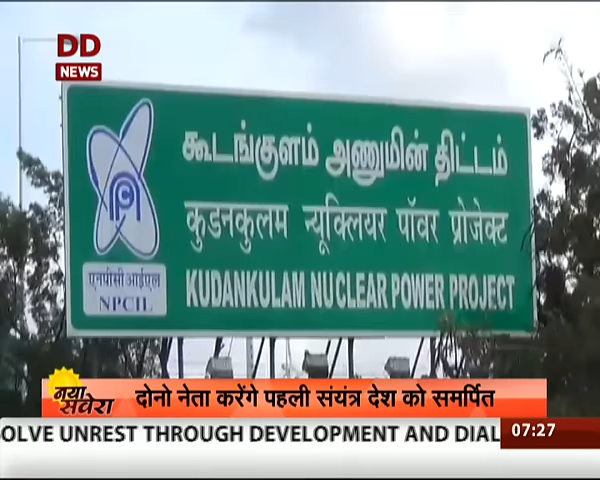 DD
NEWS
கூடங்குளம் அணுமின் திட்டம்
कुडनकुलम न्यूक्लियर पॉवर प्रोजेक्ट
एनपीसीआईएल
NPCIL
KUDANKULAM NUCLEAR POWER PROJECT
नया सवेरा
दोनो नेता करेंगे पहली संयंत्र देश को समर्पित
OLVE UNREST THROUGH DEVELOPMENT AND DIAL
07:27